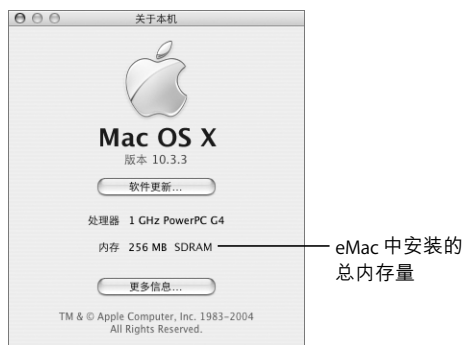 关于本机
Mac OS X
版本 10.3.3
软件更新...
处理器 1 GHz PowerPC G4
内存 256 MB SDRAM
eMac 中安装的
总内存量
更多信息...
TM & © Apple Computer, Inc. 1983-2004
All Rights Reserved.